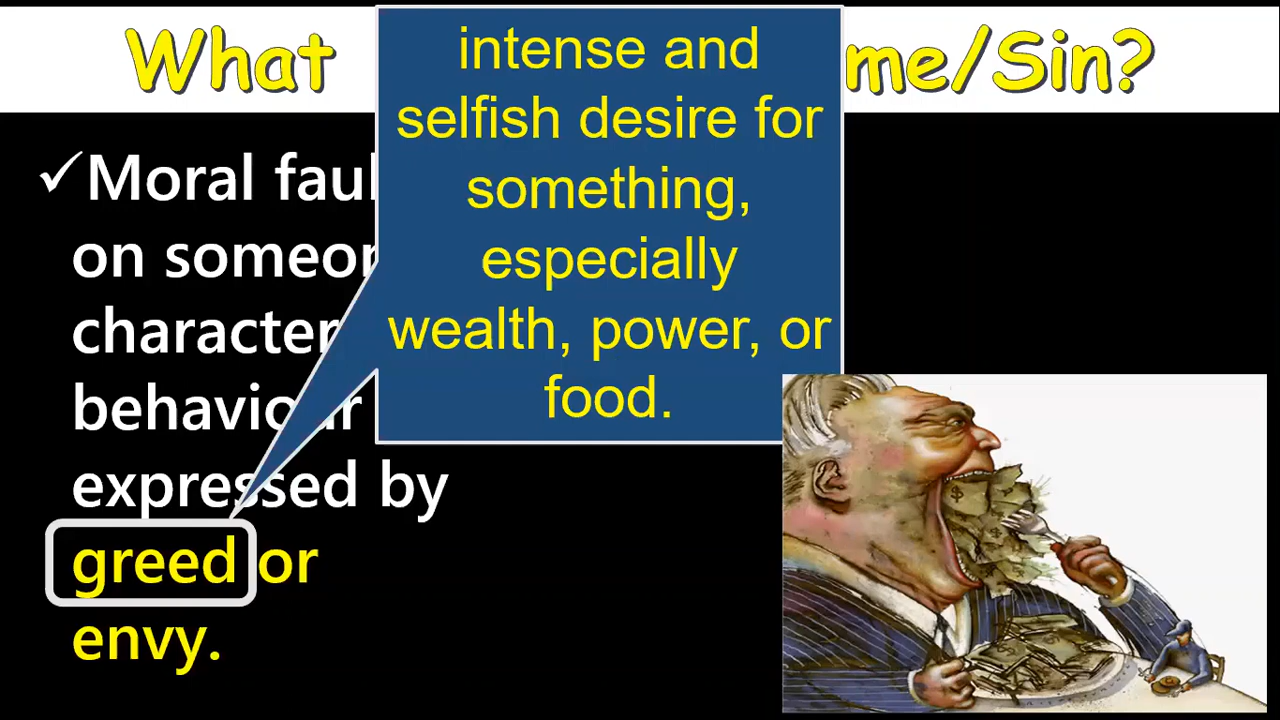 What me/Sin?
intense and
selfish desire for
something,
especially
wealth, power, or
food.
✓Moral faul
on someon
character
behaviour
expressed by
greed or
envy.